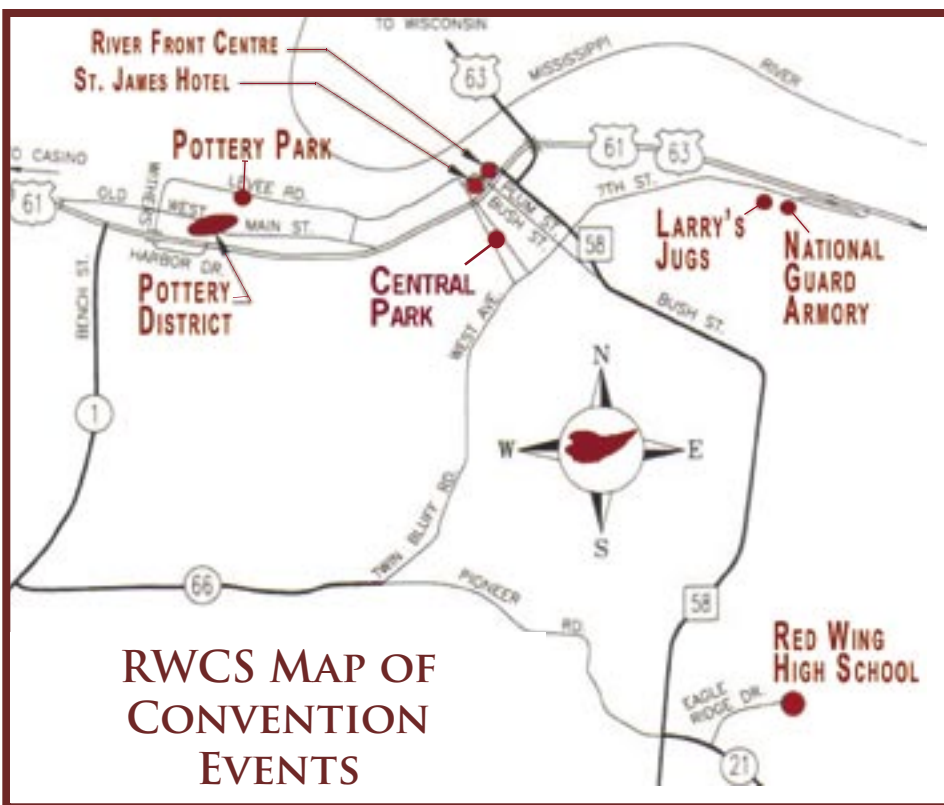 TO WISCONSIN
RIVER FRONT CENTRE
ST. JAMES HOTEL
63
MISSISSIPPI
RIVER
O CASINO
POTTERY PARK
61
63
61
OLD
WEST
MAIN ST.
WITHERS
LEVEE RD.
7TH ST.
PLUM ST.
BUSH ST.
58
HARBOR DR.
POTTERY
DISTRICT
CENTRAL
PARK
LARRY'S
JUGS
NATIONAL
GUARD
ARMORY
BENCH ST.
WEST AVE.
BUSH ST.
1
N
W
E
S
TWIN BLUFF RD.
66
PIONEER
RD.
58
RED WING
HIGH SCHOOL
EAGLE
RIDGE DR.
21
RWCS MAP OF
CONVENTION
EVENTS